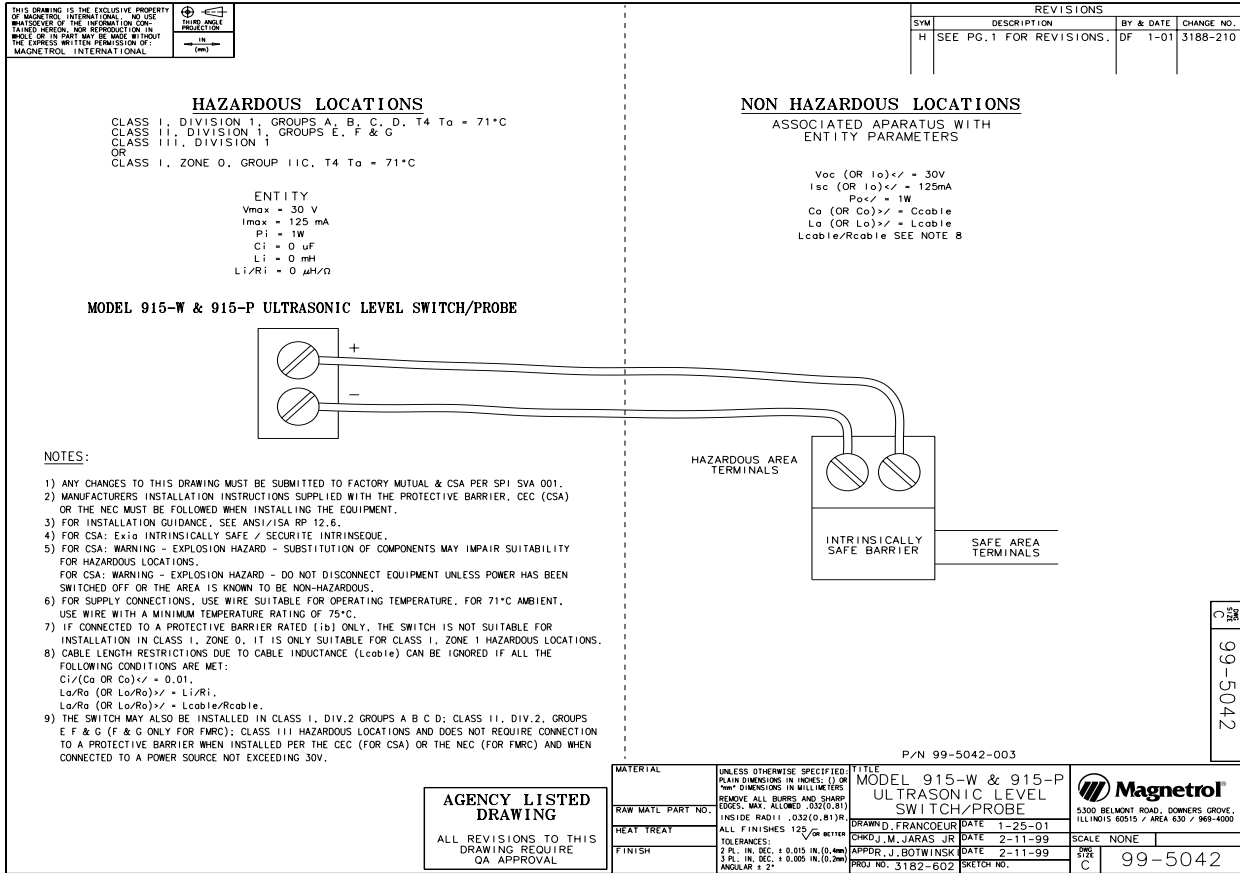 THIS DRAWING IS THE EXCLUSIVE PROPERTY
OF MAGNETROL INTERNATIONAL. NO USE
WHATSOEVER OF THE INFORMATION CON-
TAINED HEREON, NOR REPRODUCTION IN
WHOLE OR IN PART MAY BE MADE WITHOUT
THE EXPRESS WRITTEN PERMISSION OF:
MAGNETROL INTERNATIONAL
THIRD ANGLE
PROJECTION
IN
(mm)
REVISIONS
SYM DESCRIPTION BY & DATE CHANGE NO.
H SEE PG.1 FOR REVISIONS. DF 1-01 3188-210
HAZARDOUS LOCATIONS
CLASS I, DIVISION 1, GROUPS A, B, C, D, T4 Ta = 71°C
CLASS II, DIVISION 1, GROUPS E, F & G
CLASS III, DIVISION 1
OR
CLASS I, ZONE 0, GROUP IIC, T4 Ta = 71°C
ENTITY
Vmax = 30 V
Imax = 125 mA
Pi = 1W
Ci = 0 uF
Li = 0 mH
Li/Ri = 0 µH/Ω
NON HAZARDOUS LOCATIONS
ASSOCIATED APPARATUS WITH
ENTITY PARAMETERS
Voc (OR Io)</ = 30V
Isc (OR Io)</ = 125mA
Po</ = 1W
Ca (OR Co)>/ = Ccable
La (OR Lo)>/ = Lcable
Lcable/Rcable SEE NOTE 8
MODEL 915-W & 915-P ULTRASONIC LEVEL SWITCH/PROBE
+
−
HAZARDOUS AREA
TERMINALS
INTRINSICALLY
SAFE BARRIER
SAFE AREA
TERMINALS
NOTES:
1) ANY CHANGES TO THIS DRAWING MUST BE SUBMITTED TO FACTORY MUTUAL & CSA PER SPI SVA 001.
2) MANUFACTURERS INSTALLATION INSTRUCTIONS SUPPLIED WITH THE PROTECTIVE BARRIER, CEC (CSA)
OR THE NEC MUST BE FOLLOWED WHEN INSTALLING THE EQUIPMENT.
3) FOR INSTALLATION GUIDANCE, SEE ANSI/ISA RP 12.6.
4) FOR CSA: Exia INTRINSICALLY SAFE / SECURITE INTRINSEQUE.
5) FOR CSA: WARNING - EXPLOSION HAZARD - SUBSTITUTION OF COMPONENTS MAY IMPAIR SUITABILITY
FOR HAZARDOUS LOCATIONS.
FOR CSA: WARNING - EXPLOSION HAZARD - DO NOT DISCONNECT EQUIPMENT UNLESS POWER HAS BEEN
SWITCHED OFF OR THE AREA IS KNOWN TO BE NON-HAZARDOUS.
6) FOR SUPPLY CONNECTIONS, USE WIRE SUITABLE FOR OPERATING TEMPERATURE. FOR 71°C AMBIENT,
USE WIRE WITH A MINIMUM TEMPERATURE RATING OF 75°C.
7) IF CONNECTED TO A PROTECTIVE BARRIER RATED [ib] ONLY, THE SWITCH IS NOT SUITABLE FOR
INSTALLATION IN CLASS I, ZONE 0, IT IS ONLY SUITABLE FOR CLASS I, ZONE 1 HAZARDOUS LOCATIONS.
8) CABLE LENGTH RESTRICTIONS DUE TO CABLE INDUCTANCE (Lcable) CAN BE IGNORED IF ALL THE
FOLLOWING CONDITIONS ARE MET:
Ci/(Ca OR Co)</ = 0.01,
La/Ra (OR Lo/Ro)>/ = Li/Ri,
La/Ra (OR Lo/Ro)>/ = Lcable/Rcable.
9) THE SWITCH MAY ALSO BE INSTALLED IN CLASS I, DIV.2 GROUPS A B C D; CLASS II, DIV.2, GROUPS
E F & G (F & G ONLY FOR FMRC); CLASS III HAZARDOUS LOCATIONS AND DOES NOT REQUIRE CONNECTION
TO A PROTECTIVE BARRIER WHEN INSTALLED PER THE CEC (FOR CSA) OR THE NEC (FOR FMRC) AND WHEN
CONNECTED TO A POWER SOURCE NOT EXCEEDING 30V.
DWG
SIZE
C
99-5042
P/N 99-5042-003
AGENCY LISTED
DRAWING
ALL REVISIONS TO THIS
DRAWING REQUIRE
QA APPROVAL
MATERIAL
RAW MATL PART NO.
HEAT TREAT
FINISH
UNLESS OTHERWISE SPECIFIED:
PLAIN DIMENSIONS IN INCHES; () OR
"mm" DIMENSIONS IN MILLIMETERS
REMOVE ALL BURRS AND SHARP
EDGES, MAX. ALLOWED .032(0.81)
INSIDE RADII .032(0.81)R.
ALL FINISHES 125 OR BETTER
TOLERANCES:
2 PL. IN. DEC. ± 0.015 IN.(0.4mm)
3 PL. IN. DEC. ± 0.005 IN.(0.2mm)
ANGULAR ± 2°
TITLE
MODEL 915-W & 915-P
ULTRASONIC LEVEL
SWITCH/PROBE
DRAWN D. FRANCOEUR DATE 1-25-01
CHKD J.M.JARAS JR DATE 2-11-99
APPD R.J.BOTWINSKI DATE 2-11-99
PROJ NO. 3182-602 SKETCH NO.
Magnetrol®
5300 BELMONT ROAD, DOWNERS GROVE,
ILLINOIS 60515 / AREA 630 / 969-4000
SCALE NONE
DWG
SIZE
C
99-5042